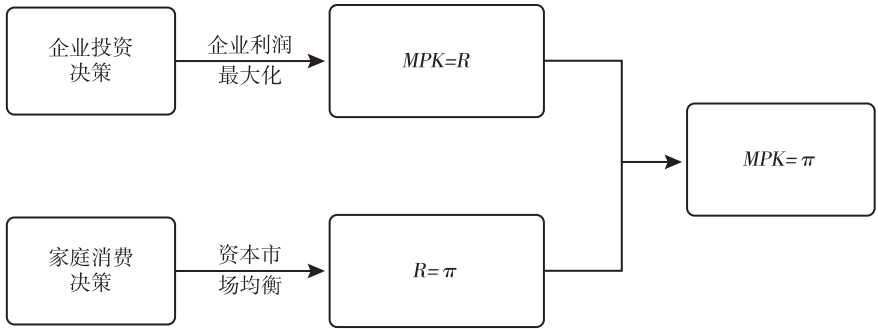 企业投资
决策
企业利润
最大化
MPK=R
MPK=π
家庭消费
决策
资本市
场均衡
R=π